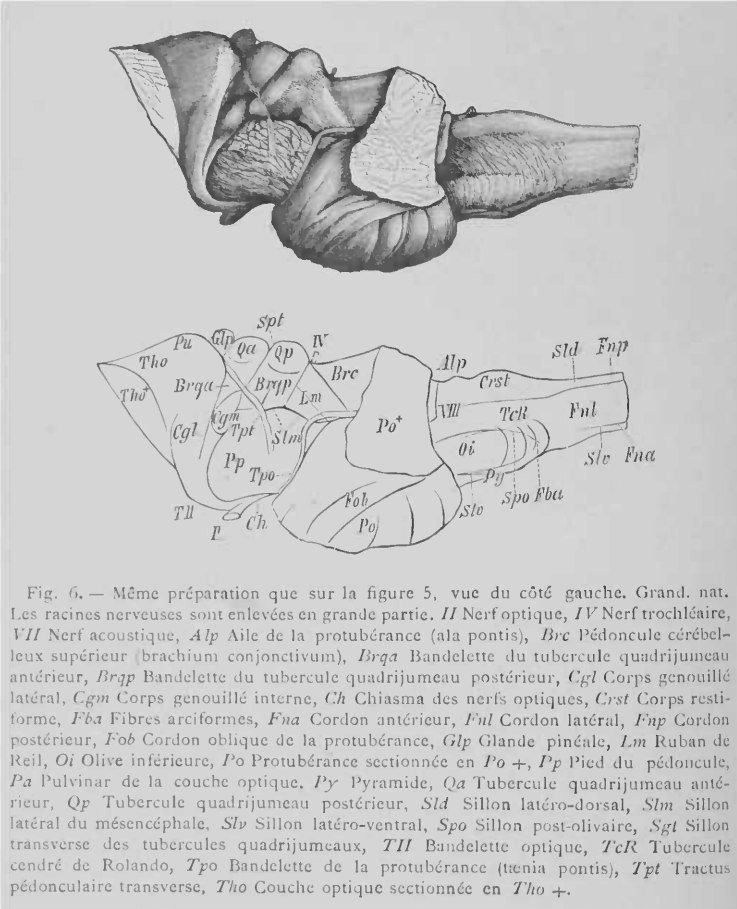 Spt
Glp
Qa
Qp
IV
Pu
Tho
Brc
Alp
Sld
Fnp
Crst
Tho+
Brqa
Brqp
Lm
VIII
TcR
Fnl
Cgl
Cgm
Tpt
Slm
Po+
Oi
Pp
Tpo
Py
Slv
Fna
Tll
Ch
Fob
Po
Slv
Spo
Fba
Fig. 6. — Même préparation que sur la figure 5, vue du côté gauche. Grand. nat.
Les racines nerveuses sont enlevées en grande partie. II Nerf optique, IV Nerf trochléaire,
VII Nerf acoustique, Alp Aile de la protubérance (ala pontis), Brc Pédoncule cérébel-
leux supérieur (brachium conjonctivum), Brqa Bandelette du tubercule quadrijumeau
antérieur, Brqp Bandelette du tubercule quadrijumeau postérieur, Cgl Corps genouillé
latéral, Cgm Corps genouillé interne, Ch Chiasma des nerfs optiques, Crst Corps resti-
forme, Fba Fibres arciformes, Fna Cordon antérieur, Fnl Cordon latéral, Fnp Cordon
postérieur, Fob Cordon oblique de la protubérance, Glp Glande pinéale, Lm Ruban de
Reil, Oi Olive inférieure, Po Protubérance sectionnée en Po +, Pp Pied du pédoncule,
Pa Pulvinar de la couche optique. Py Pyramide, Qa Tubercule quadrijumeau anté-
rieur, Qp Tubercule quadrijumeau postérieur, Sld Sillon latéro-dorsal, Slm Sillon
latéral du mésencéphale, Slv Sillon latéro-ventral, Spo Sillon post-olivaire, Sgt Sillon
transverse des tubercules quadrijumeaux, TII Bandelette optique, TcR Tubercule
cendré de Rolando, Tpo Bandelette de la protubérance (tænia pontis), Tpt Tractus
pédonculaire transverse, Tho Couche optique sectionnée en Tho +.